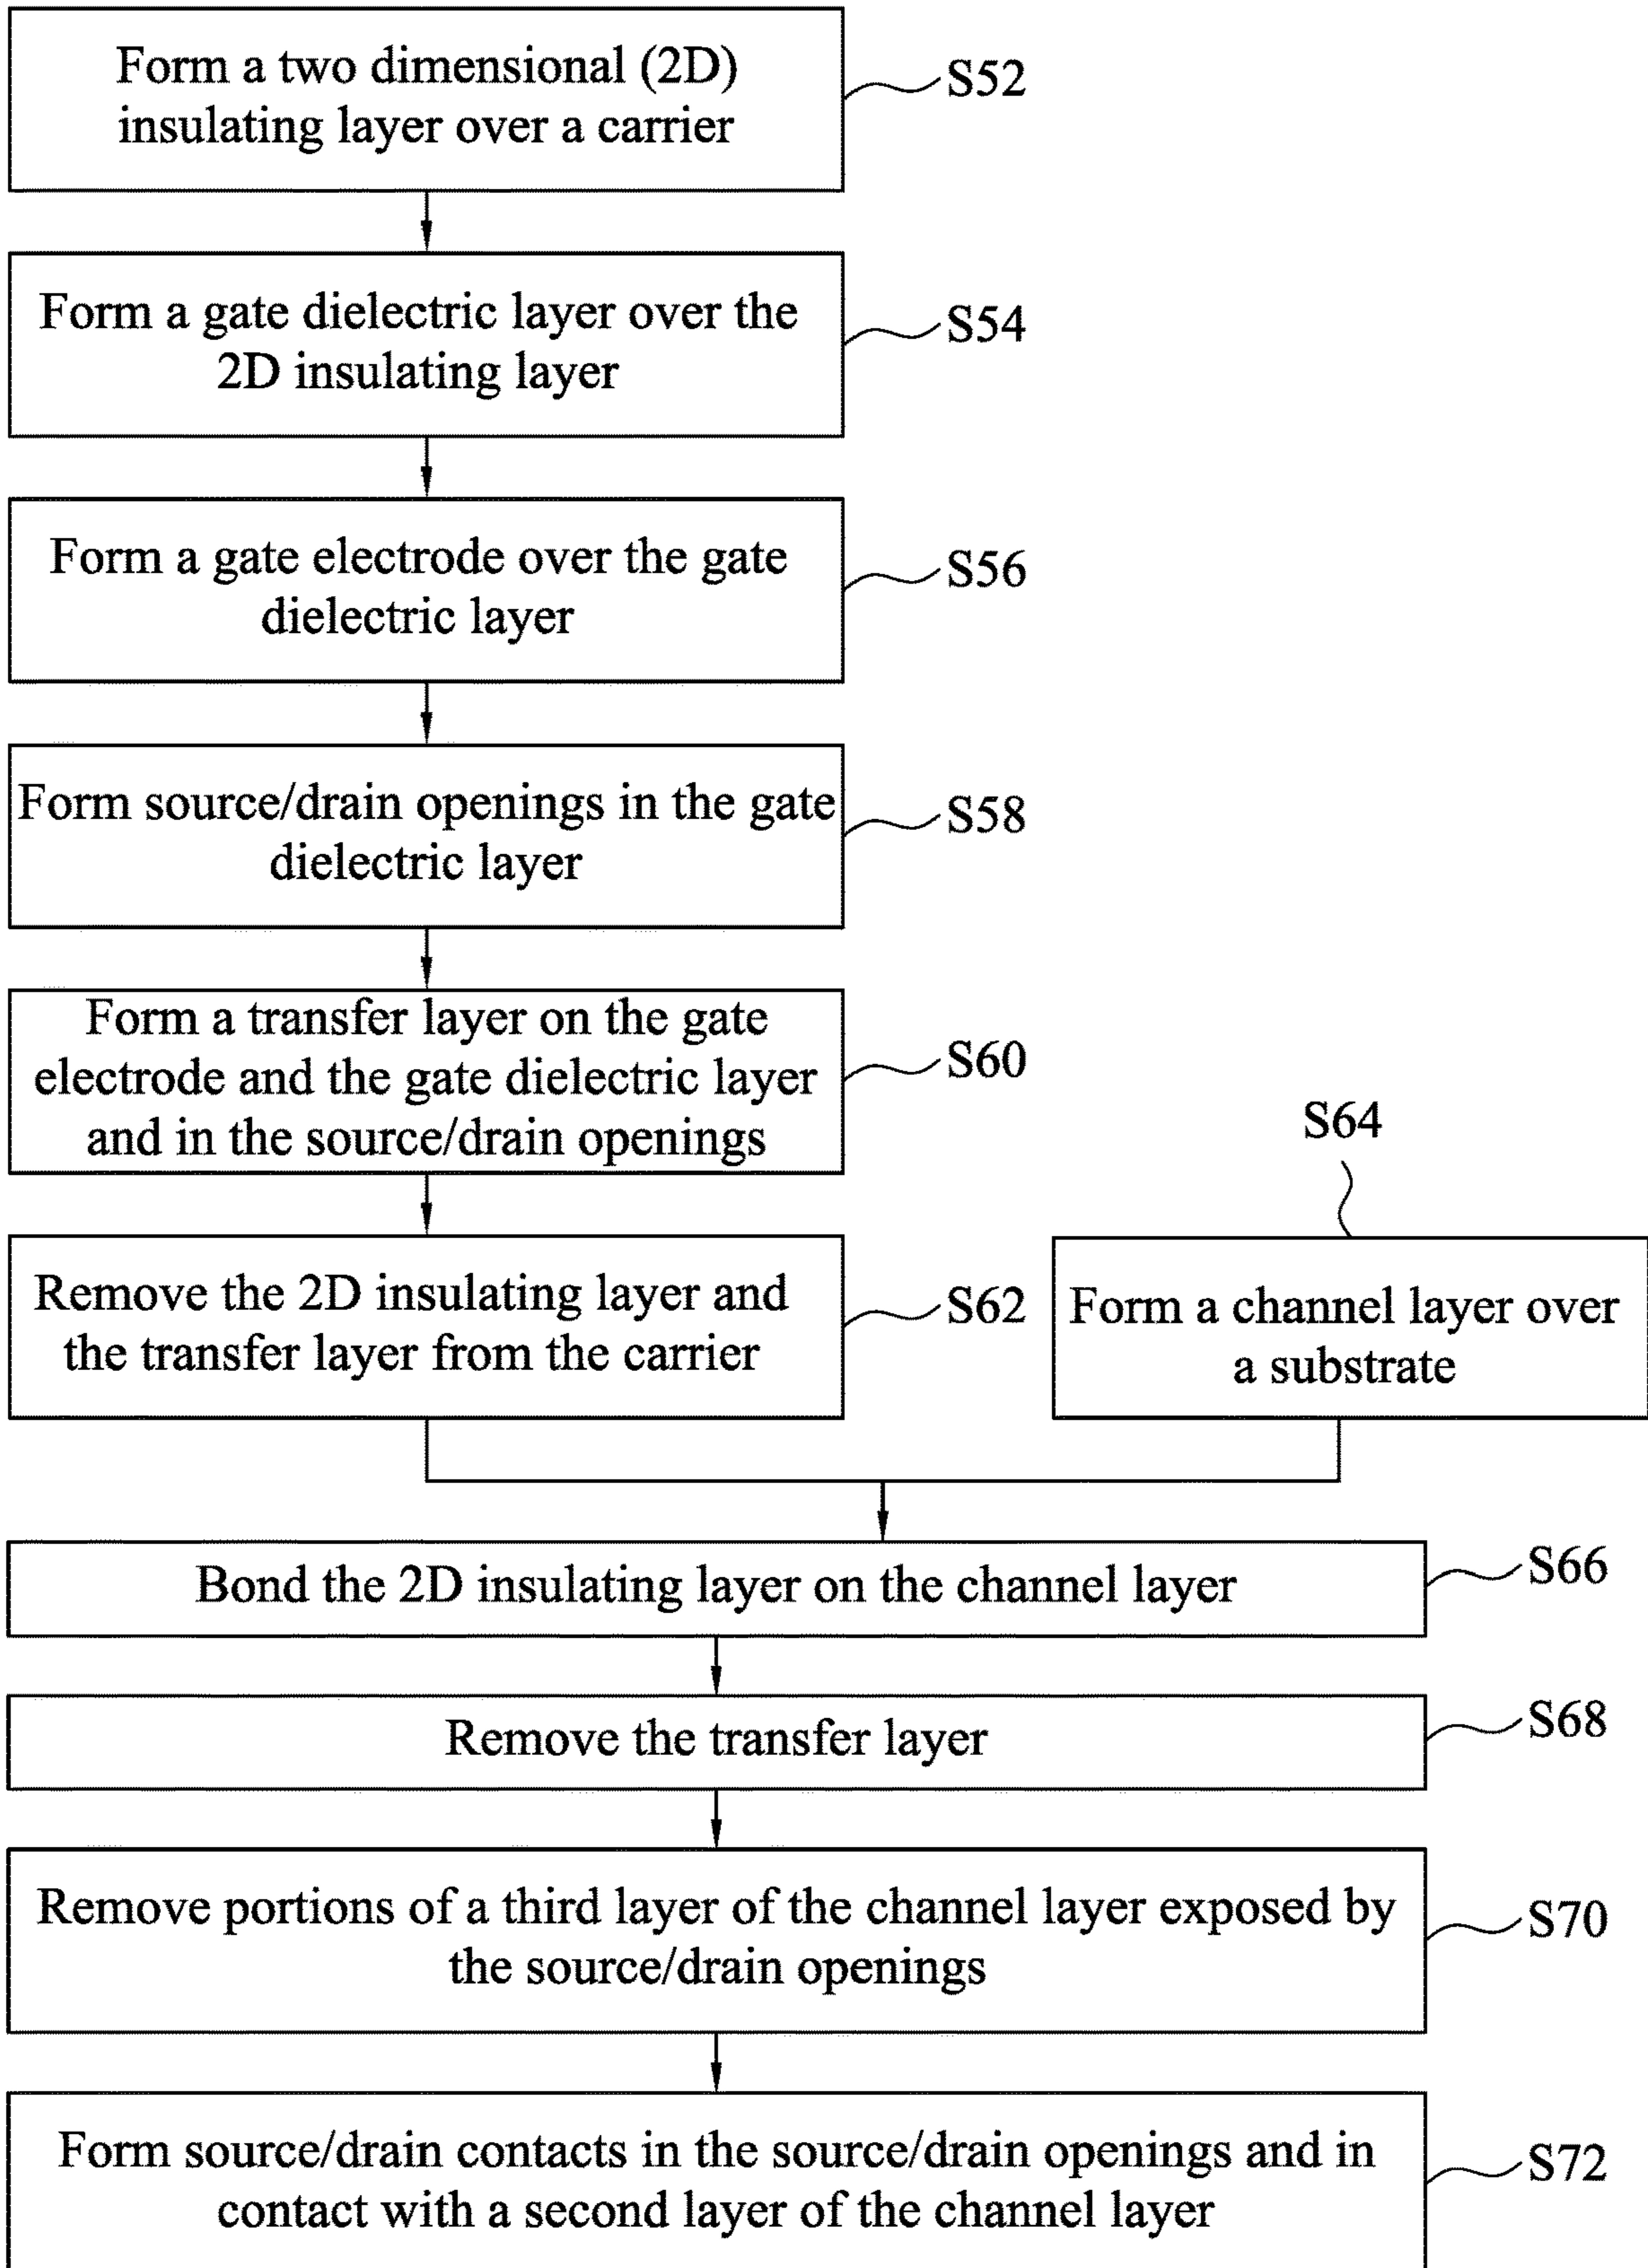 Form a two dimensional (2D)
insulating layer over a carrier
S52
Form a gate dielectric layer over the
2D insulating layer
S54
Form a gate electrode over the gate
dielectric layer
S56
Form source/drain openings in the gate
dielectric layer
S58
Form a transfer layer on the gate
electrode and the gate dielectric layer
and in the source/drain openings
S60
Remove the 2D insulating layer and
the transfer layer from the carrier
S62
S64
Form a channel layer over
a substrate
Bond the 2D insulating layer on the channel layer
S66
Remove the transfer layer
S68
Remove portions of a third layer of the channel layer exposed by
the source/drain openings
S70
Form source/drain contacts in the source/drain openings and in
contact with a second layer of the channel layer
S72